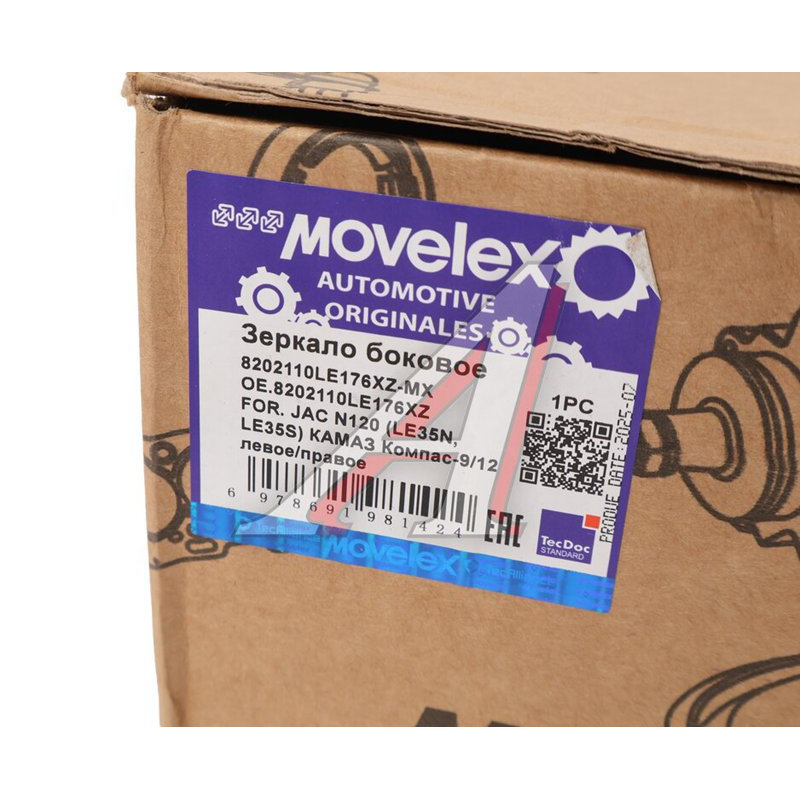 MOVELEX
AUTOMOTIVE
ORIGINALES
Зеркало боковое
8202110LE176XZ-MX
OE.8202110LE176XZ
FOR. JAC N120 (LE35N,
LE35S) КАМАЗ Компас-9/12
левое/правое
1PC
PRODUE DATE:2025-07
6 978691 981424
EAC
TecDoc
STANDARD
MOVELEX